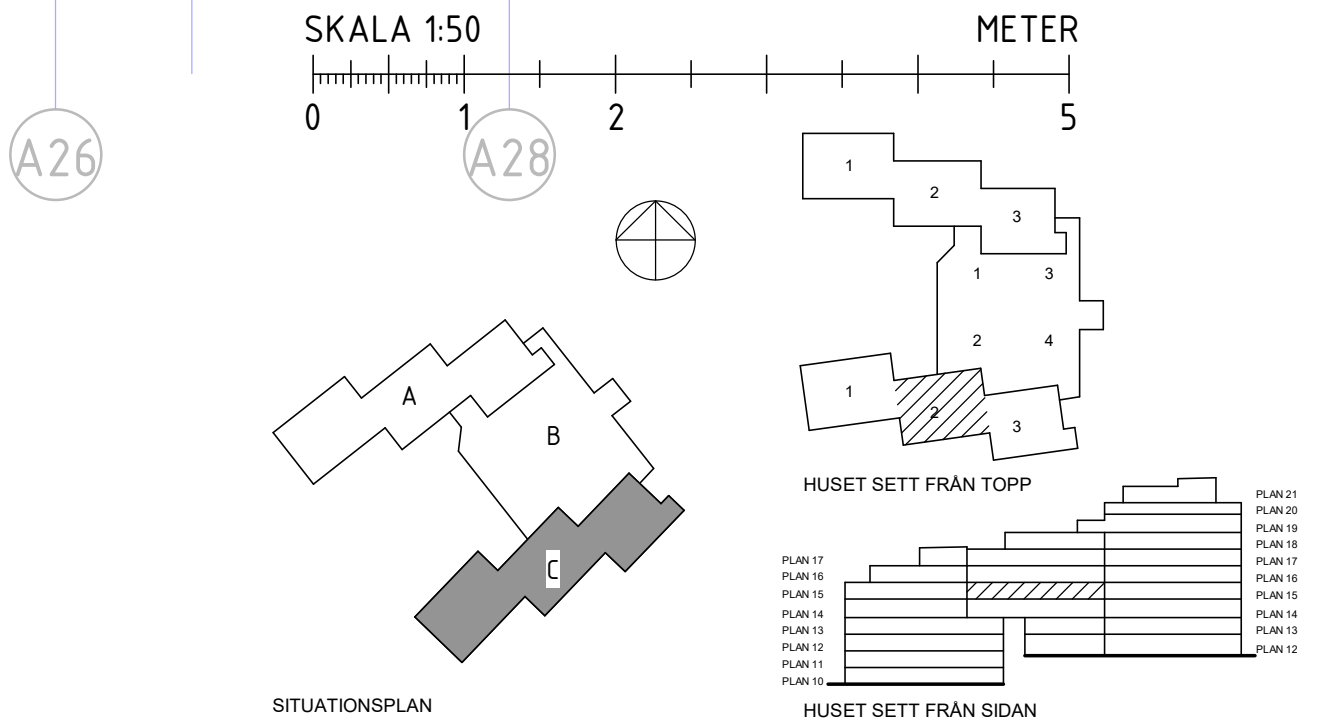 SKALA 1:50 METER
0 1 2 5
A26 A28
1
2
3
1 3
2 4
1
2
3
HUSET SETT FRÅN TOPP
A
B
C
SITUATIONSPLAN
PLAN 17
PLAN 16
PLAN 15
PLAN 14
PLAN 13
PLAN 12
PLAN 11
PLAN 10
PLAN 21
PLAN 20
PLAN 19
PLAN 18
PLAN 17
PLAN 16
PLAN 15
PLAN 14
PLAN 13
PLAN 12
HUSET SETT FRÅN SIDAN